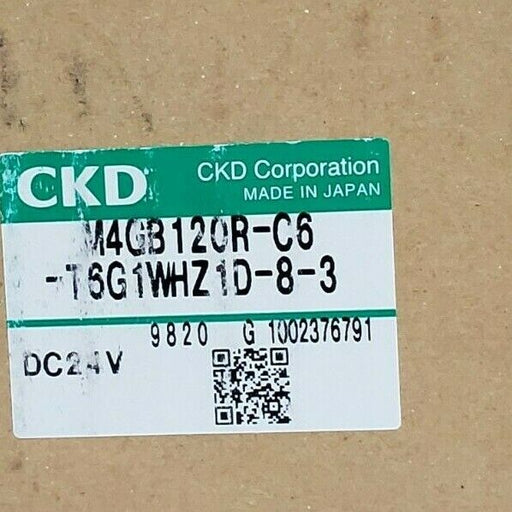 CKD
CKD Corporation
MADE IN JAPAN
M4GB120R-C6
-T6G1WHZ1D-8-3
9820 G 1002376791
DC24V